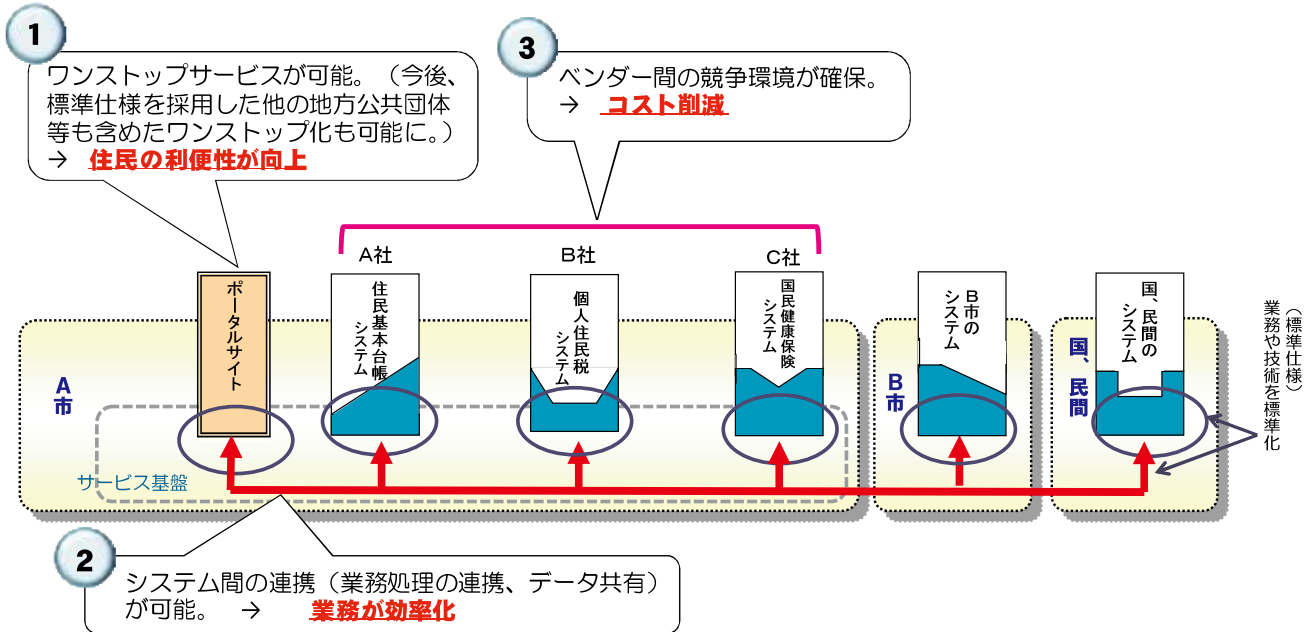 1
ワンストップサービスが可能。（今後、
標準仕様を採用した他の地方公共団体
等も含めたワンストップ化も可能に。）
→ 住民の利便性が向上
3
ベンダー間の競争環境が確保。
→ コスト削減
A社
B社
C社
ポータルサイト
住民基本台帳
システム
個人住民税
システム
国民健康保険
システム
B市の
システム
国、民間の
システム
A市
B市
国、民間
（標準仕様）
業務や技術を標準化
サービス基盤
2
システム間の連携（業務処理の連携、データ共有）
が可能。 → 業務が効率化